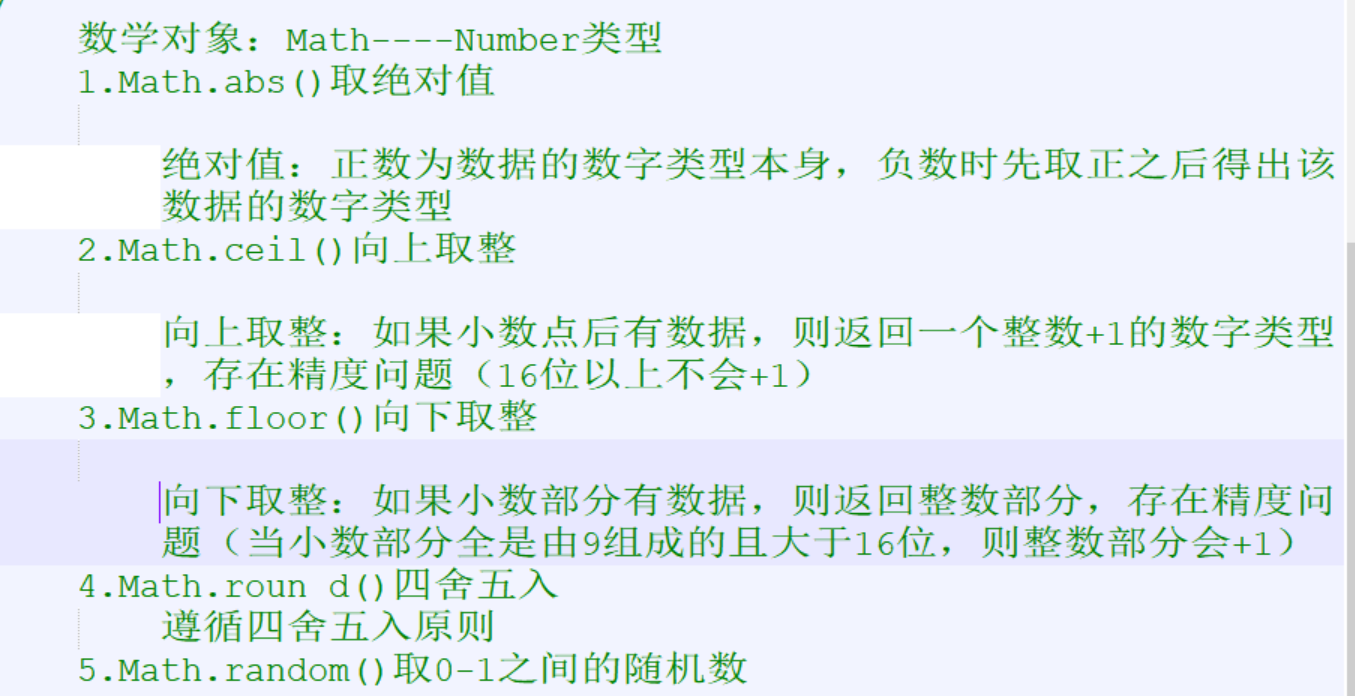 数学对象：Math----Number类型
1.Math.abs()取绝对值
绝对值：正数为数据的数字类型本身，负数时先取正之后得出该
数据的数字类型
2.Math.ceil()向上取整
向上取整：如果小数点后有数据，则返回一个整数+1的数字类型
，存在精度问题（16位以上不会+1）
3.Math.floor()向下取整
向下取整：如果小数部分有数据，则返回整数部分，存在精度问
题（当小数部分全是由9组成的且大于16位，则整数部分会+1）
4.Math.roun d()四舍五入
遵循四舍五入原则
5.Math.random()取0-1之间的随机数